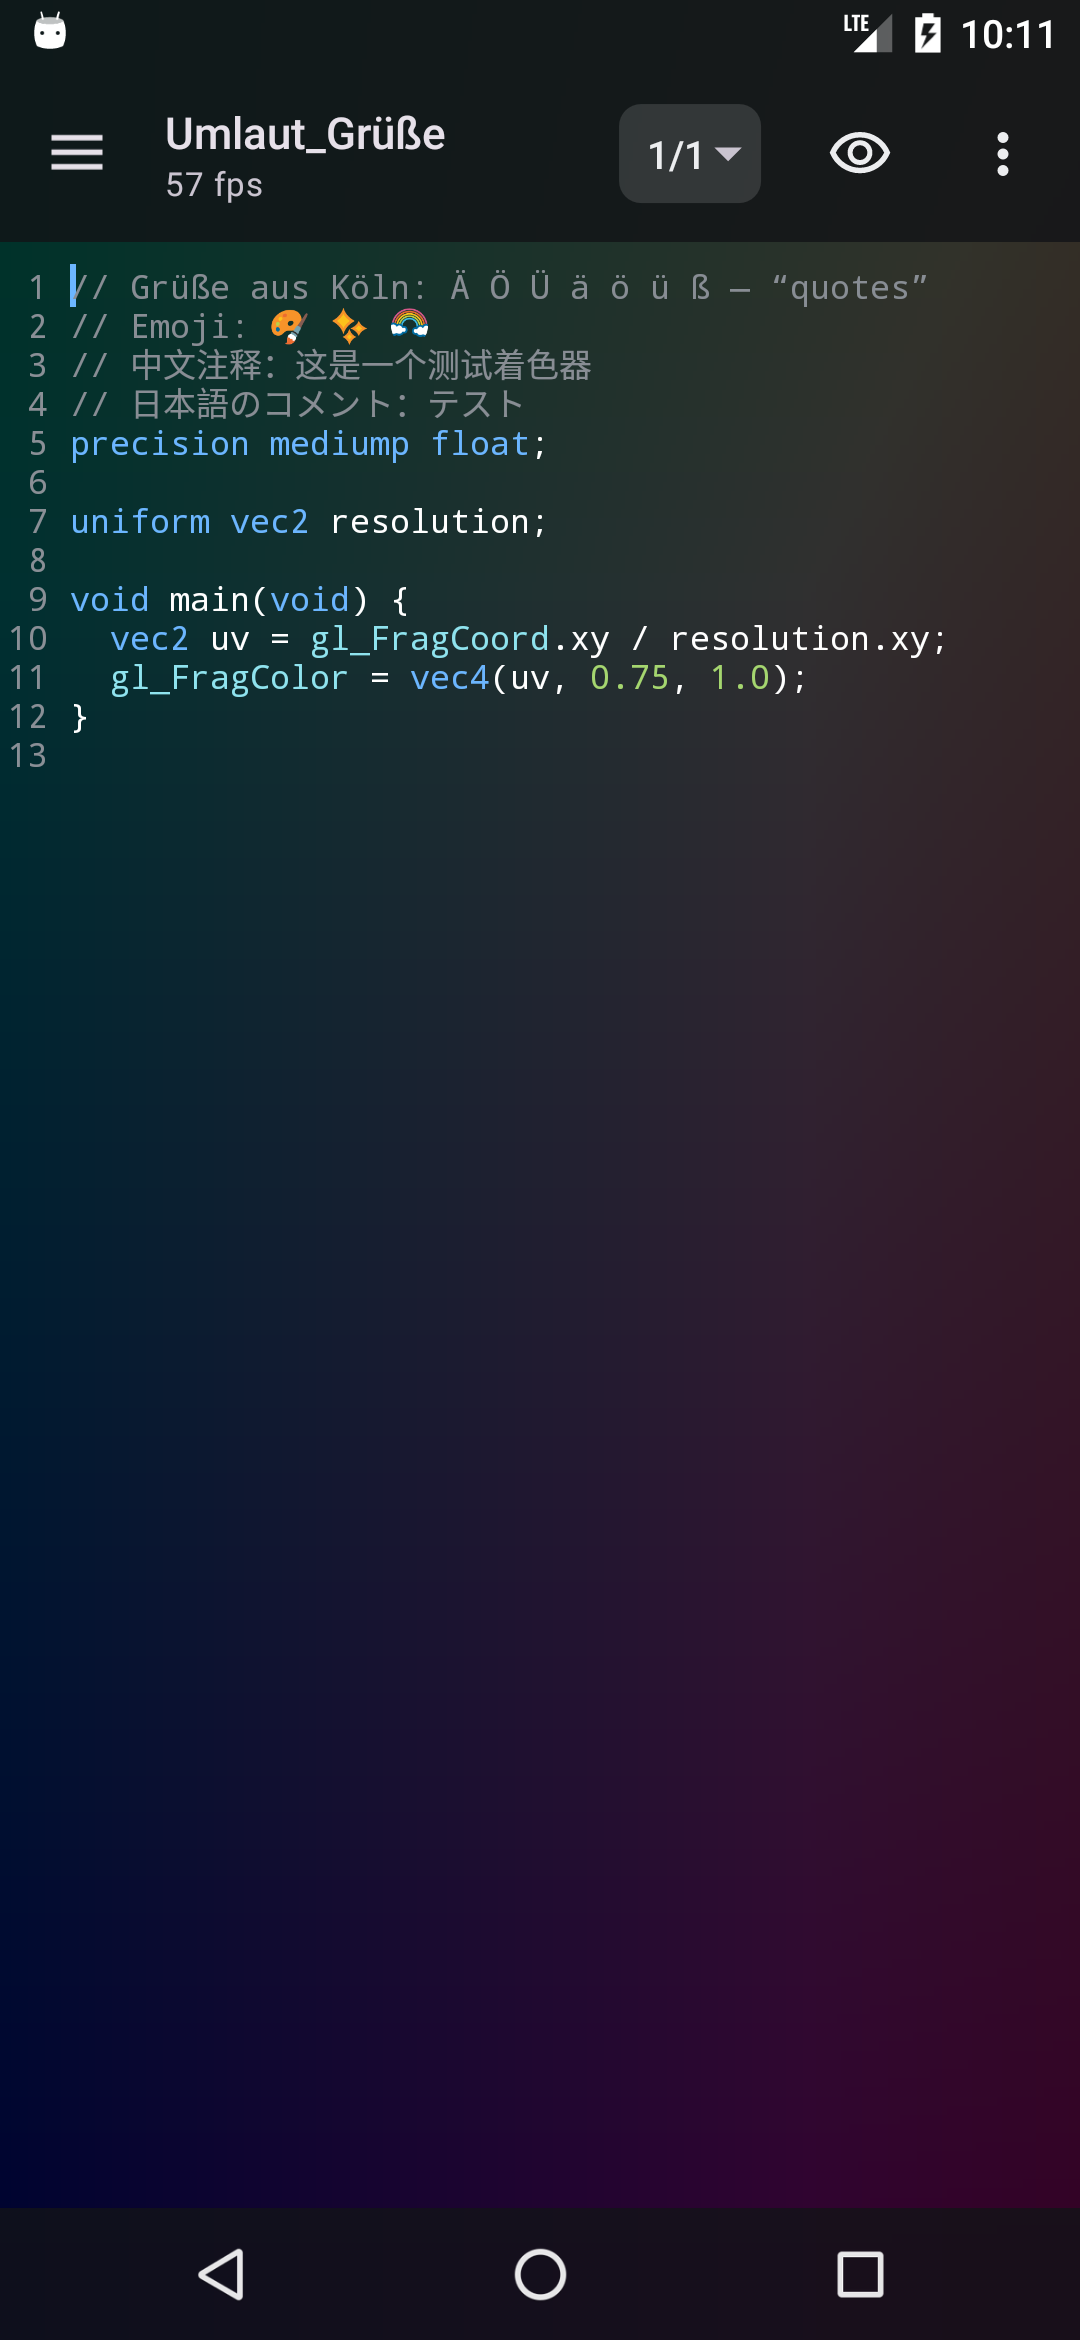 LTE 10:11
Umlaut_Grüße
57 fps
1/1
1 // Grüße aus Köln: Ä Ö Ü ä ö ü ß – “quotes”
2 // Emoji: 🎨 ✨ 🌈
3 // 中文注释：这是一个测试着色器
4 // 日本語のコメント：テスト
5 precision mediump float;
6
7 uniform vec2 resolution;
8
9 void main(void) {
10   vec2 uv = gl_FragCoord.xy / resolution.xy;
11   gl_FragColor = vec4(uv, 0.75, 1.0);
12 }
13